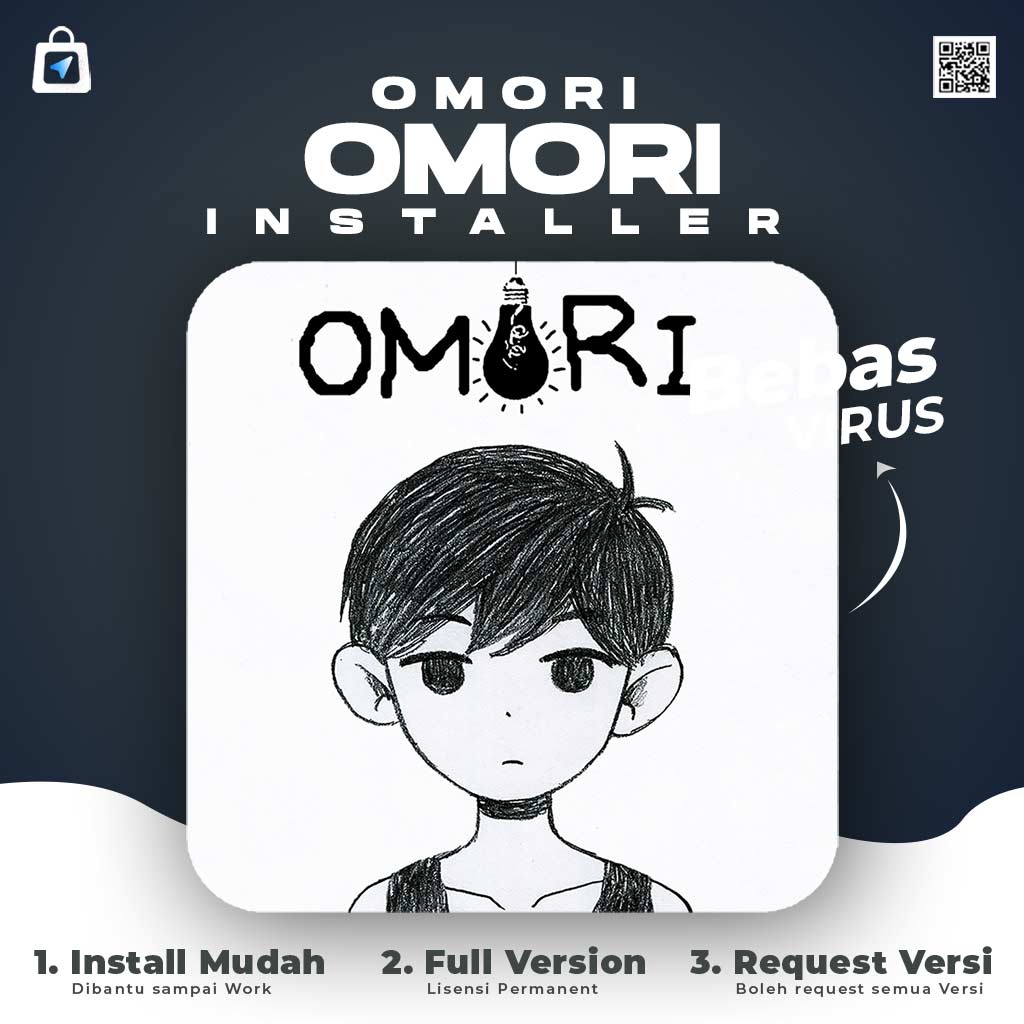 OMORI
OMORI
INSTALLER
OMORI
Bebas
VIRUS
1. Install Mudah
Dibantu sampai Work
2. Full Version
Lisensi Permanent
3. Request Versi
Boleh request semua Versi